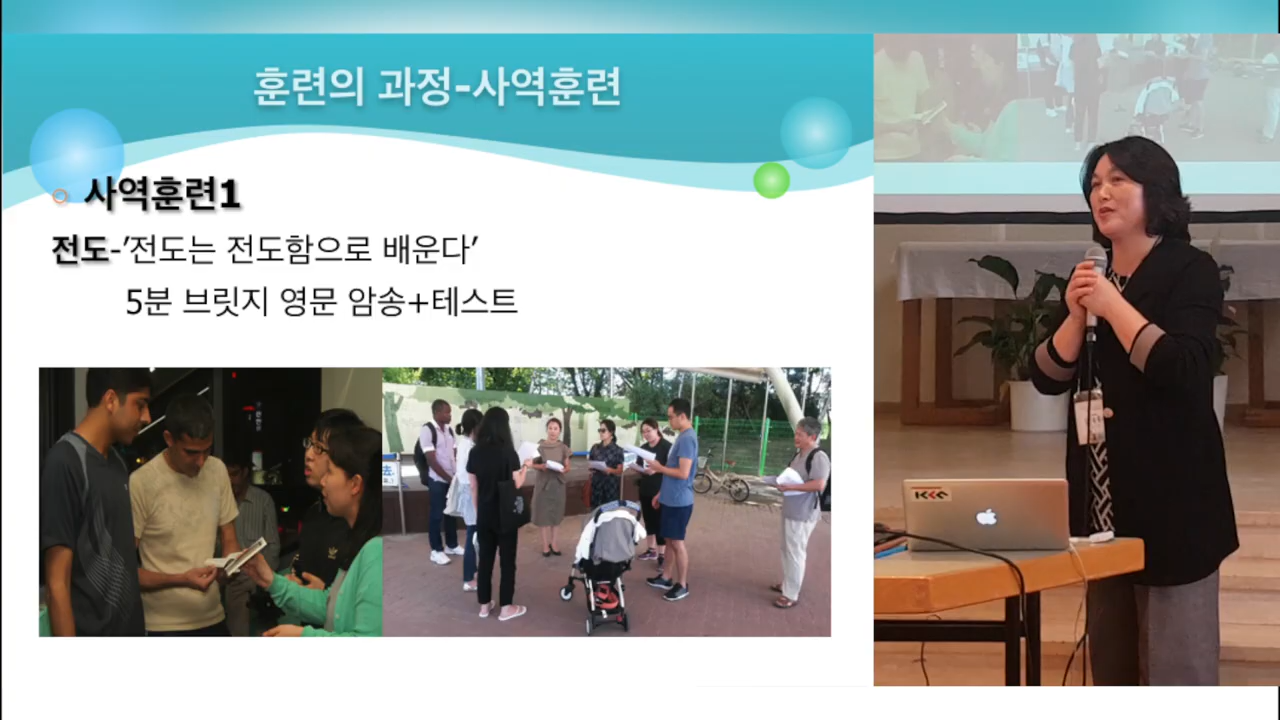 훈련의 과정-사역훈련
사역훈련1
전도-'전도는 전도함으로 배운다'
5분 브릿지 영문 암송+테스트